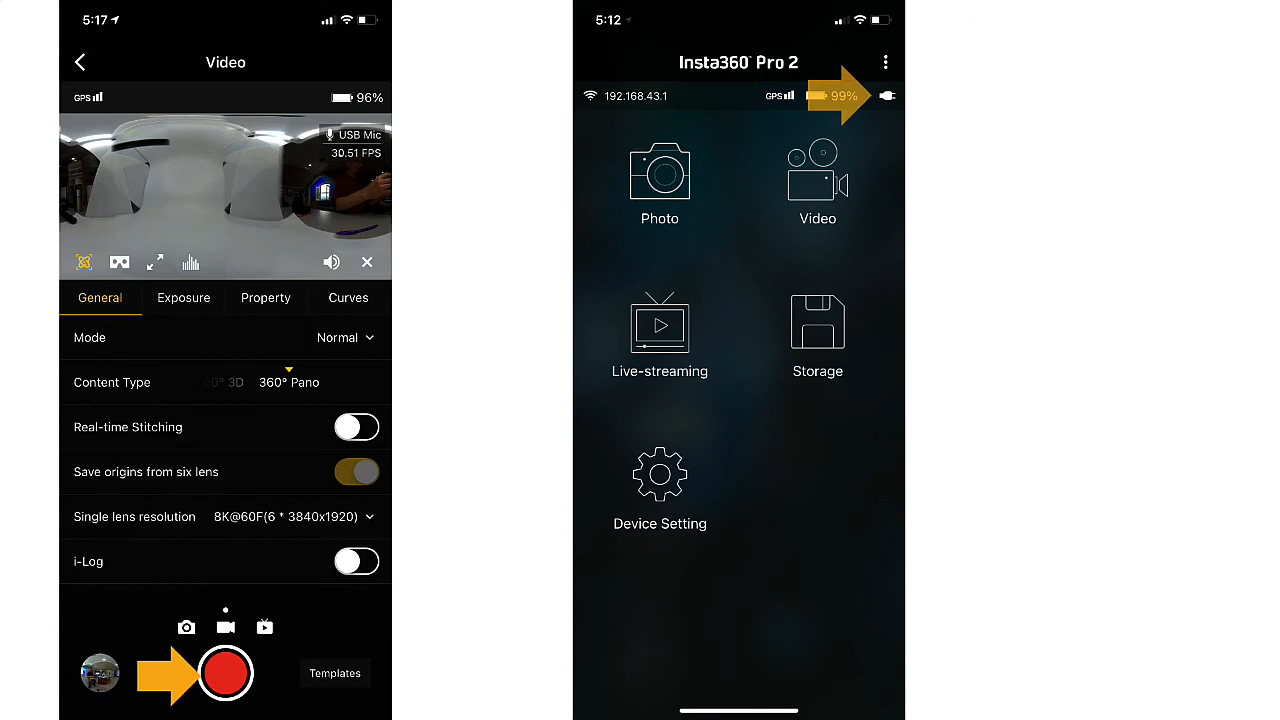 5:17
Video
GPS
96%
USB Mic
30.51 FPS
General Exposure Property Curves
Mode Normal
Content Type 3D 360° Pano
Real-time Stitching
Save origins from six lens
Single lens resolution 8K@60F(6 * 3840x1920)
i-Log
Templates
5:12
Insta360 Pro 2
192.168.43.1 GPS 99%
Photo Video
Live-streaming Storage
Device Setting